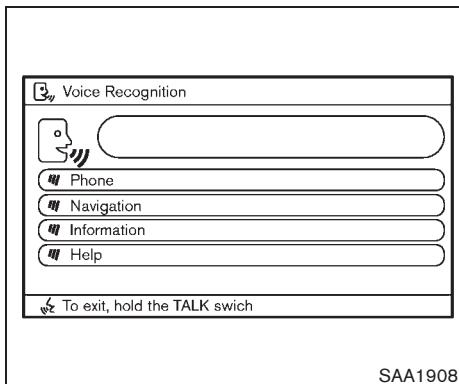 Voice Recognition
Phone
Navigation
Information
Help
To exit, hold the TALK swich
SAA1908